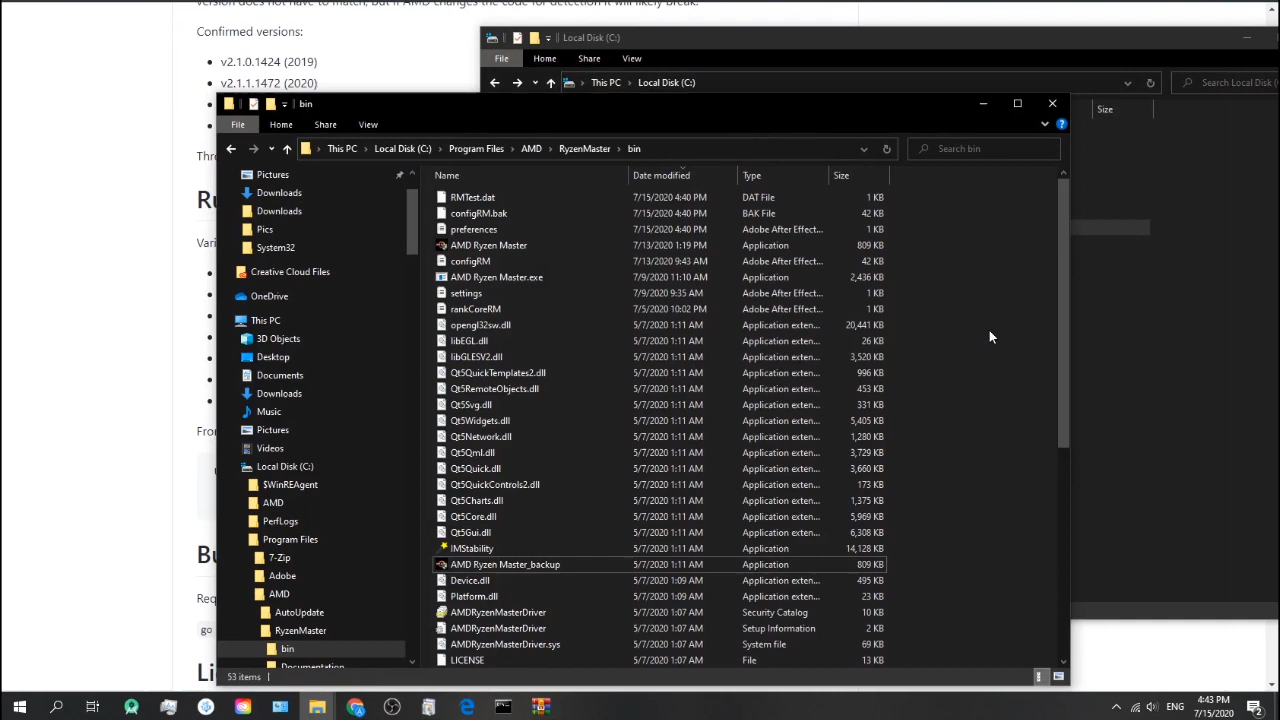 version does not have to match, but if AMD changes the code for detection it will likely break.
Confirmed versions:
v2.1.0.1424 (2019)
v2.1.1.1472 (2020)
Local Disk (C:)
File Home Share View
This PC Local Disk (C:)
Search Local D
Size
bin
File Home Share View
This PC Local Disk (C:) Program Files AMD RyzenMaster bin
Search bin
Pictures
Downloads
Downloads
Pics
System32
Creative Cloud Files
OneDrive
This PC
3D Objects
Desktop
Documents
Downloads
Music
Pictures
Videos
Local Disk (C:)
$WinREAgent
AMD
PerfLogs
Program Files
7-Zip
Adobe
AMD
AutoUpdate
RyzenMaster
bin
Documentation
Name Date modified Type Size
RMTest.dat 7/15/2020 4:40 PM DAT File 1 KB
configRM.bak 7/15/2020 4:40 PM BAK File 42 KB
preferences 7/15/2020 4:40 PM Adobe After Effect... 1 KB
AMD Ryzen Master 7/13/2020 1:19 PM Application 809 KB
configRM 7/13/2020 9:43 AM Adobe After Effect... 42 KB
AMD Ryzen Master.exe 7/9/2020 11:10 AM Application 2,436 KB
settings 7/9/2020 9:35 AM Adobe After Effect... 1 KB
rankCoreRM 7/5/2020 10:02 PM Adobe After Effect... 1 KB
opengl32sw.dll 5/7/2020 1:11 AM Application exten... 20,441 KB
libEGL.dll 5/7/2020 1:11 AM Application exten... 26 KB
libGLESV2.dll 5/7/2020 1:11 AM Application exten... 3,520 KB
Qt5QuickTemplates2.dll 5/7/2020 1:11 AM Application exten... 996 KB
Qt5RemoteObjects.dll 5/7/2020 1:11 AM Application exten... 453 KB
Qt5Svg.dll 5/7/2020 1:11 AM Application exten... 331 KB
Qt5Widgets.dll 5/7/2020 1:11 AM Application exten... 5,405 KB
Qt5Network.dll 5/7/2020 1:11 AM Application exten... 1,280 KB
Qt5Qml.dll 5/7/2020 1:11 AM Application exten... 3,729 KB
Qt5Quick.dll 5/7/2020 1:11 AM Application exten... 3,660 KB
Qt5QuickControls2.dll 5/7/2020 1:11 AM Application exten... 173 KB
Qt5Charts.dll 5/7/2020 1:11 AM Application exten... 1,375 KB
Qt5Core.dll 5/7/2020 1:11 AM Application exten... 5,969 KB
Qt5Gui.dll 5/7/2020 1:11 AM Application exten... 6,308 KB
IMStability 5/7/2020 1:11 AM Application 14,128 KB
AMD Ryzen Master_backup 5/7/2020 1:11 AM Application 809 KB
Device.dll 5/7/2020 1:09 AM Application exten... 495 KB
Platform.dll 5/7/2020 1:09 AM Application exten... 23 KB
AMDRyzenMasterDriver 5/7/2020 1:07 AM Security Catalog 10 KB
AMDRyzenMasterDriver 5/7/2020 1:07 AM Setup Information 2 KB
AMDRyzenMasterDriver.sys 5/7/2020 1:07 AM System file 69 KB
LICENSE 5/7/2020 1:07 AM File 13 KB
53 items
Thr
Ru
Vari
Fro
Bu
Req
go
Li
ENG
4:43 PM
7/15/2020
2